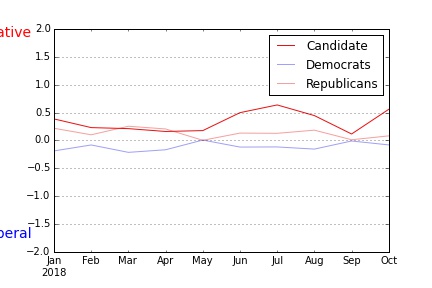 ative
2.0
1.5
1.0
0.5
0.0
−0.5
−1.0
−1.5
−2.0
peral
Candidate
Democrats
Republicans
Jan Feb Mar Apr May Jun Jul Aug Sep Oct
2018